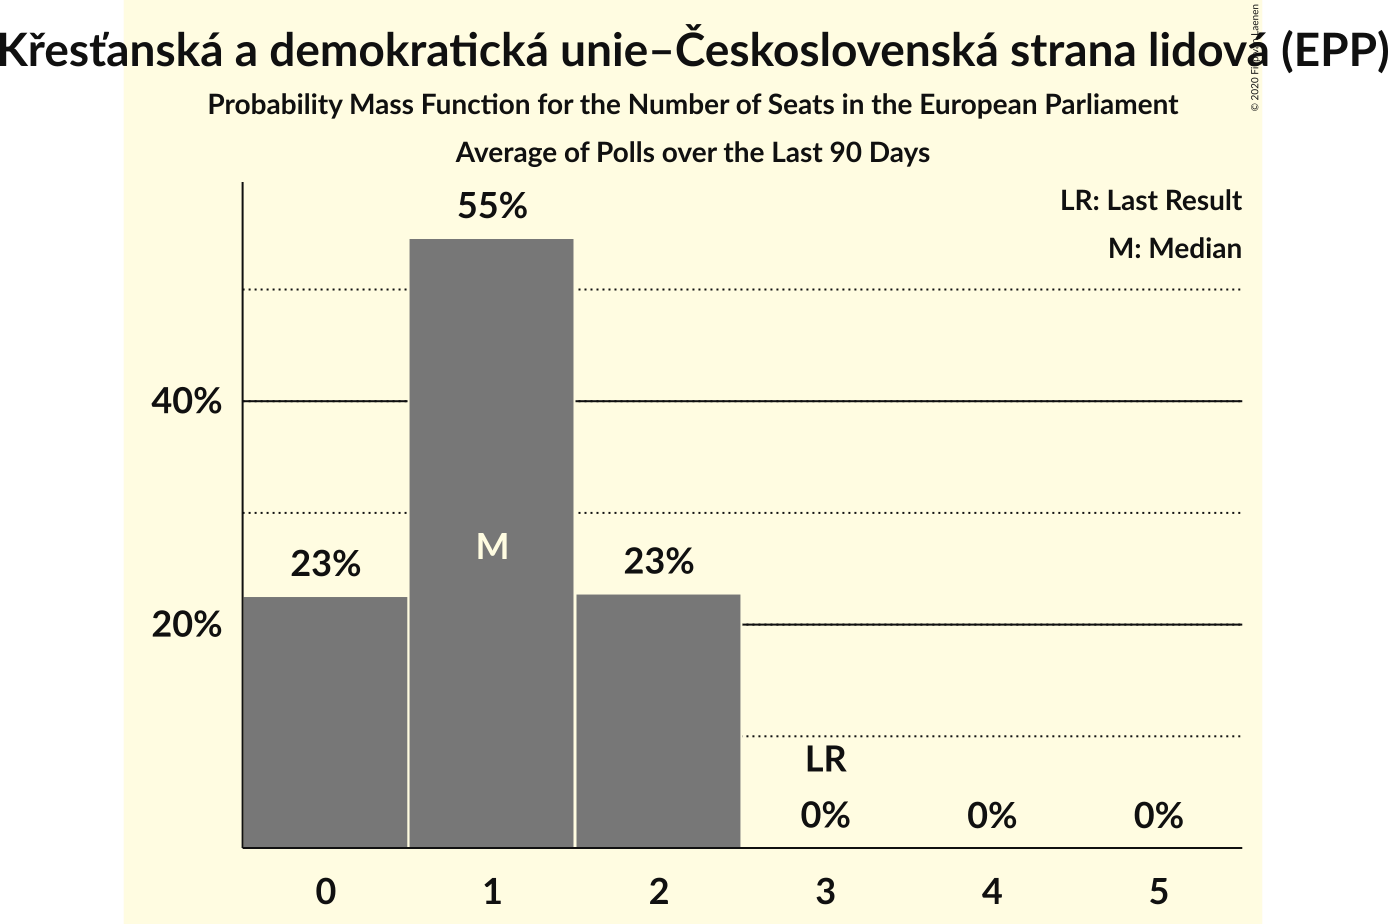 Křesťanská a demokratická unie–Československá strana lidová (EPP)
Probability Mass Function for the Number of Seats in the European Parliament
Average of Polls over the Last 90 Days
© 2020 Laenen
LR: Last Result
M: Median
55%
40%
M
23%
23%
20%
LR
0%
0%
0%
0
1
2
3
4
5